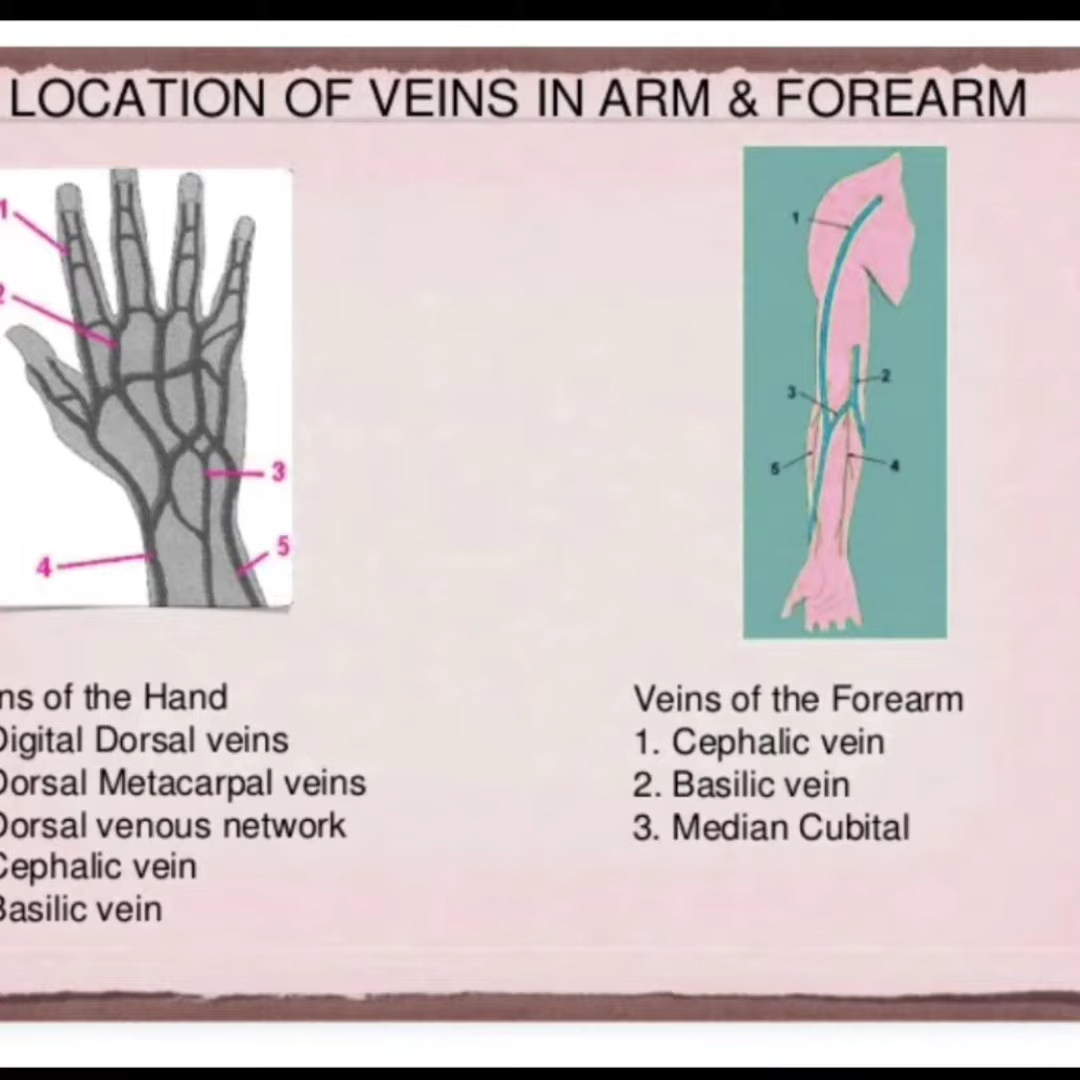 LOCATION OF VEINS IN ARM & FOREARM
1
2
3
4
5
1
2
3
4
5
ns of the Hand
Digital Dorsal veins
Dorsal Metacarpal veins
Dorsal venous network
Cephalic vein
Basilic vein
Veins of the Forearm
1. Cephalic vein
2. Basilic vein
3. Median Cubital